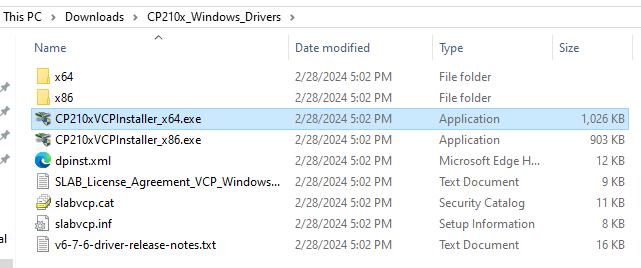 This PC > Downloads > CP210x_Windows_Drivers >
Name Date modified Type Size
x64 2/28/2024 5:02 PM File folder
x86 2/28/2024 5:02 PM File folder
CP210xVCPInstaller_x64.exe 2/28/2024 5:02 PM Application 1,026 KB
CP210xVCPInstaller_x86.exe 2/28/2024 5:02 PM Application 903 KB
dpinst.xml 2/28/2024 5:02 PM Microsoft Edge H... 12 KB
SLAB_License_Agreement_VCP_Windows... 2/28/2024 5:02 PM Text Document 9 KB
slabvcp.cat 2/28/2024 5:02 PM Security Catalog 11 KB
slabvcp.inf 2/28/2024 5:02 PM Setup Information 8 KB
al
v6-7-6-driver-release-notes.txt 2/28/2024 5:02 PM Text Document 16 KB